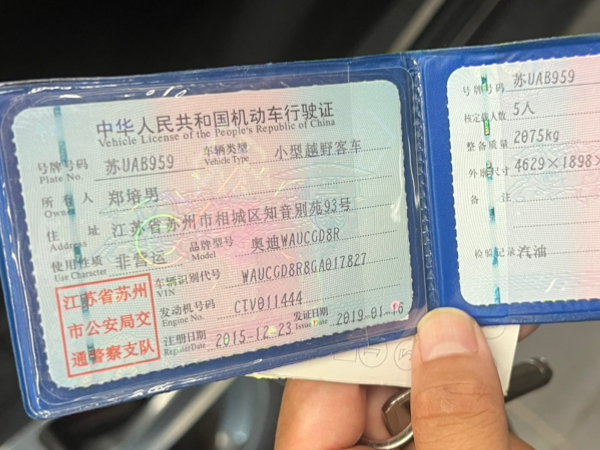 中华人民共和国机动车行驶证
Vehicle License of the People's Republic of China
号牌号码 苏UAB959 车辆类型 小型越野客车
Plate No. Vehicle Type
所有人 郑培男
Owner
住址 江苏省苏州市相城区知音别苑93号
Address
使用性质 非营运 品牌型号 奥迪WAUCGD8R
Use Character Model
江苏省苏州
市公安局交
通警察支队
车辆识别代号 WAUCGD8R8GA017827
VIN
发动机号码 CTV011444
Engine No.
注册日期 2015-12-23 发证日期 2019-01-16
Register Date Issue Date
号牌号码 苏UAB959
核定载人数 5人
整备质量 2075kg
外廓尺寸 4629×1898×
备注
检验记录 汽油